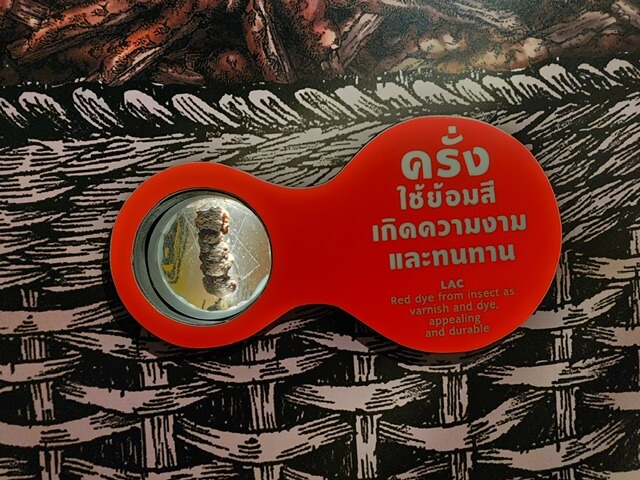 ครั่ง
ใช้ย้อมสี
เกิดความงาม
และทนทาน
LAC
Red dye from insect as
varnish and dye,
appealing
and durable